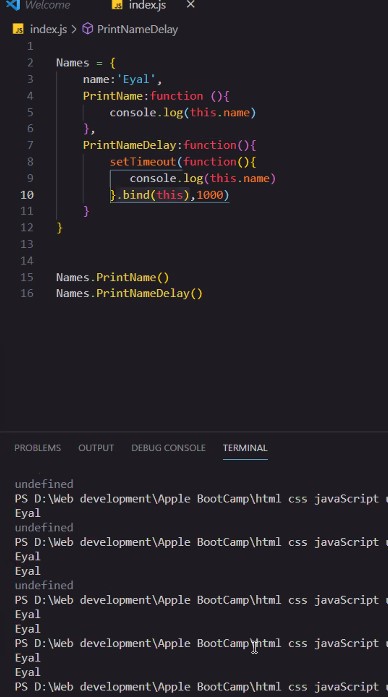 Welcome
index.js
index.js > PrintNameDelay
1
2 Names = {
3 name:'Eyal',
4 PrintName:function (){
5 console.log(this.name)
6 },
7 PrintNameDelay:function(){
8 setTimeout(function(){
9 console.log(this.name)
10 }.bind(this),1000)
11 }
12 }
13
14
15 Names.PrintName()
16 Names.PrintNameDelay()
PROBLEMS OUTPUT DEBUG CONSOLE TERMINAL
undefined
PS D:\Web development\Apple BootCamp\html css javaScript
Eyal
undefined
PS D:\Web development\Apple BootCamp\html css javaScript
Eyal
Eyal
undefined
PS D:\Web development\Apple BootCamp\html css javaScript
Eyal
Eyal
PS D:\Web development\Apple BootCamp\html css javaScript
Eyal
Eyal
PS D:\Web development\Apple BootCamp\html css javaScript